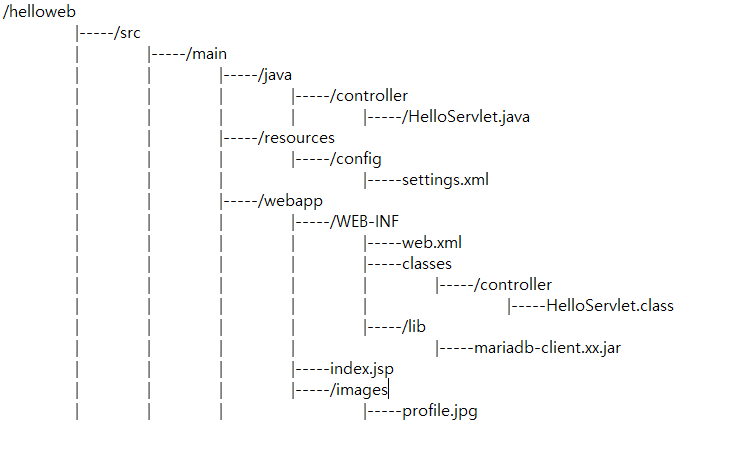 /helloweb
|-----/src
| |-----/main
| | |-----/java
| | | |-----/controller
| | | | |-----/HelloServlet.java
| | |-----/resources
| | | |-----/config
| | | |-----settings.xml
| | |-----/webapp
| | | |-----/WEB-INF
| | | | |-----web.xml
| | | | |-----classes
| | | | | |-----/controller
| | | | | |-----HelloServlet.class
| | | | |-----/lib
| | | | |-----mariadb-client.xx.jar
| | | |-----index.jsp
| | | |-----/images
| | | |-----profile.jpg